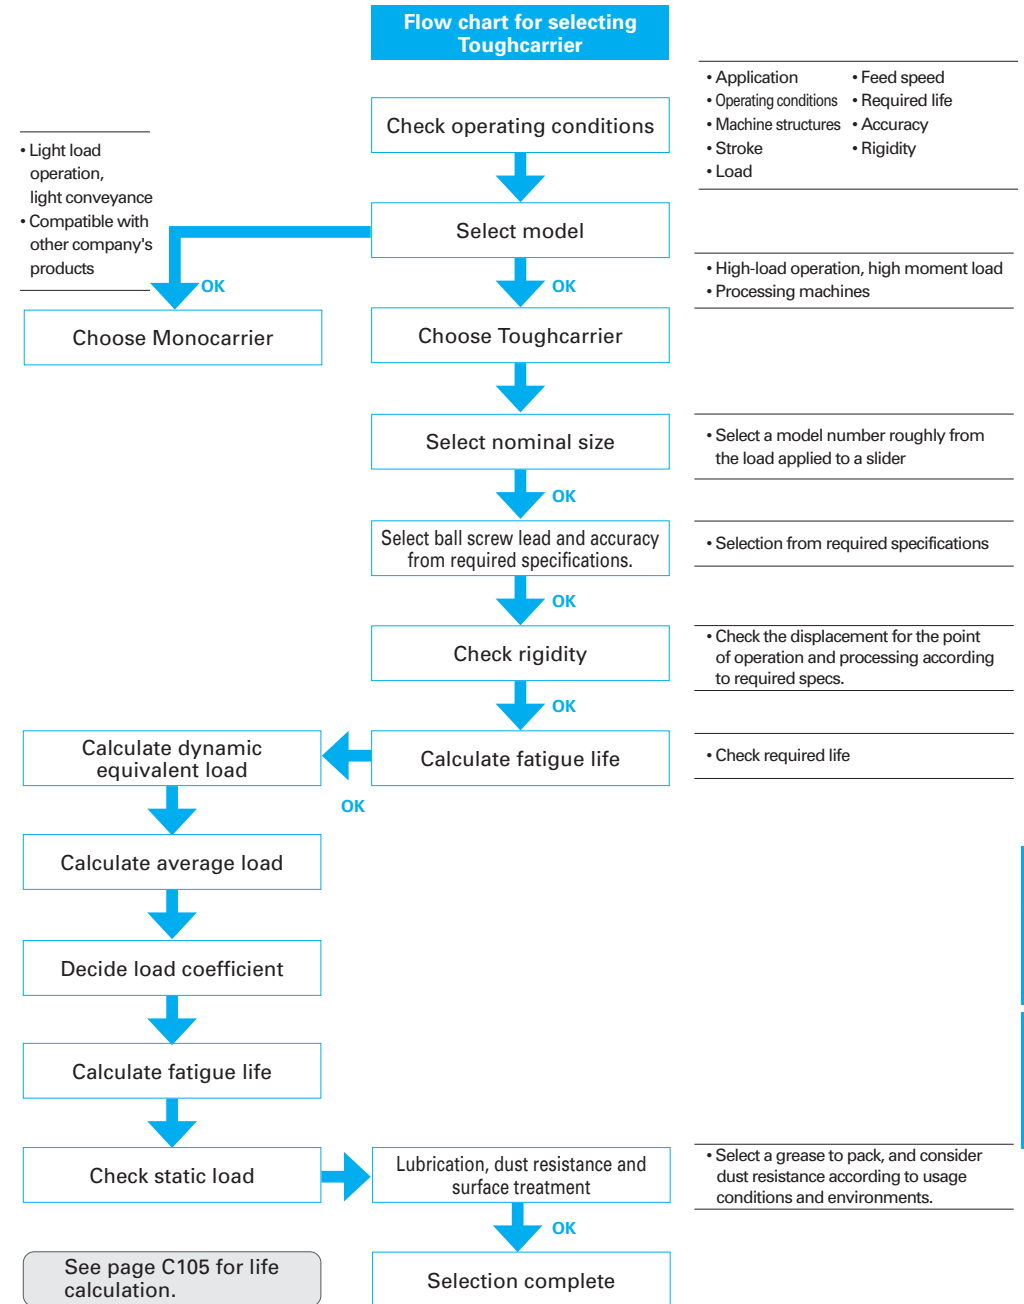 Flow chart for selecting
Toughcarrier
Check operating conditions
• Application
• Operating conditions
• Machine structures
• Stroke
• Load
• Feed speed
• Required life
• Accuracy
• Rigidity
• Light load
operation,
light conveyance
• Compatible with
other company's
products
Select model
OK
OK
• High-load operation, high moment load
• Processing machines
Choose Monocarrier
Choose Toughcarrier
Select nominal size
• Select a model number roughly from
the load applied to a slider
OK
Select ball screw lead and accuracy
from required specifications.
• Selection from required specifications
OK
Check rigidity
• Check the displacement for the point
of operation and processing according
to required specs.
OK
Calculate fatigue life
• Check required life
OK
Calculate dynamic
equivalent load
Calculate average load
Decide load coefficient
Calculate fatigue life
Check static load
Lubrication, dust resistance and
surface treatment
• Select a grease to pack, and consider
dust resistance according to usage
conditions and environments.
OK
See page C105 for life
calculation.
Selection complete